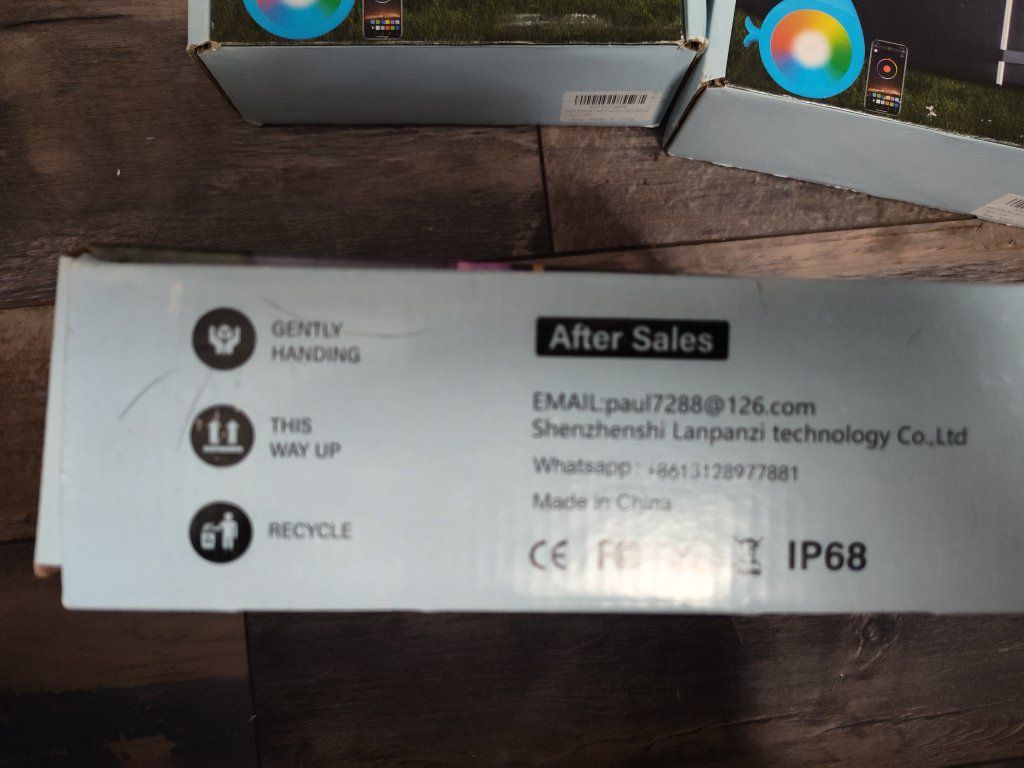 GENTLY
HANDING
THIS
WAY UP
RECYCLE
After Sales
EMAIL:paul7288@126.com
Shenzhenshi Lanpanzi technology Co.,Ltd
Whatsapp: +8613128977881
Made in China
CE FC IP68